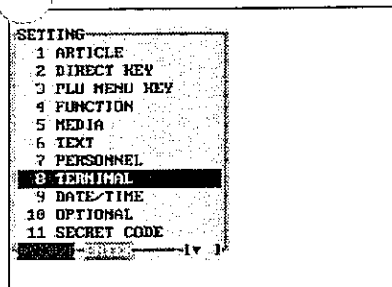 SETTING
1 ARTICLE
2 DIRECT KEY
3 PLU MENU KEY
4 FUNCTION
5 MEDIA
6 TEXT
7 PERSONNEL
8 TERMINAL
9 DATE/TIME
10 OPTIONAL
11 SECRET CODE